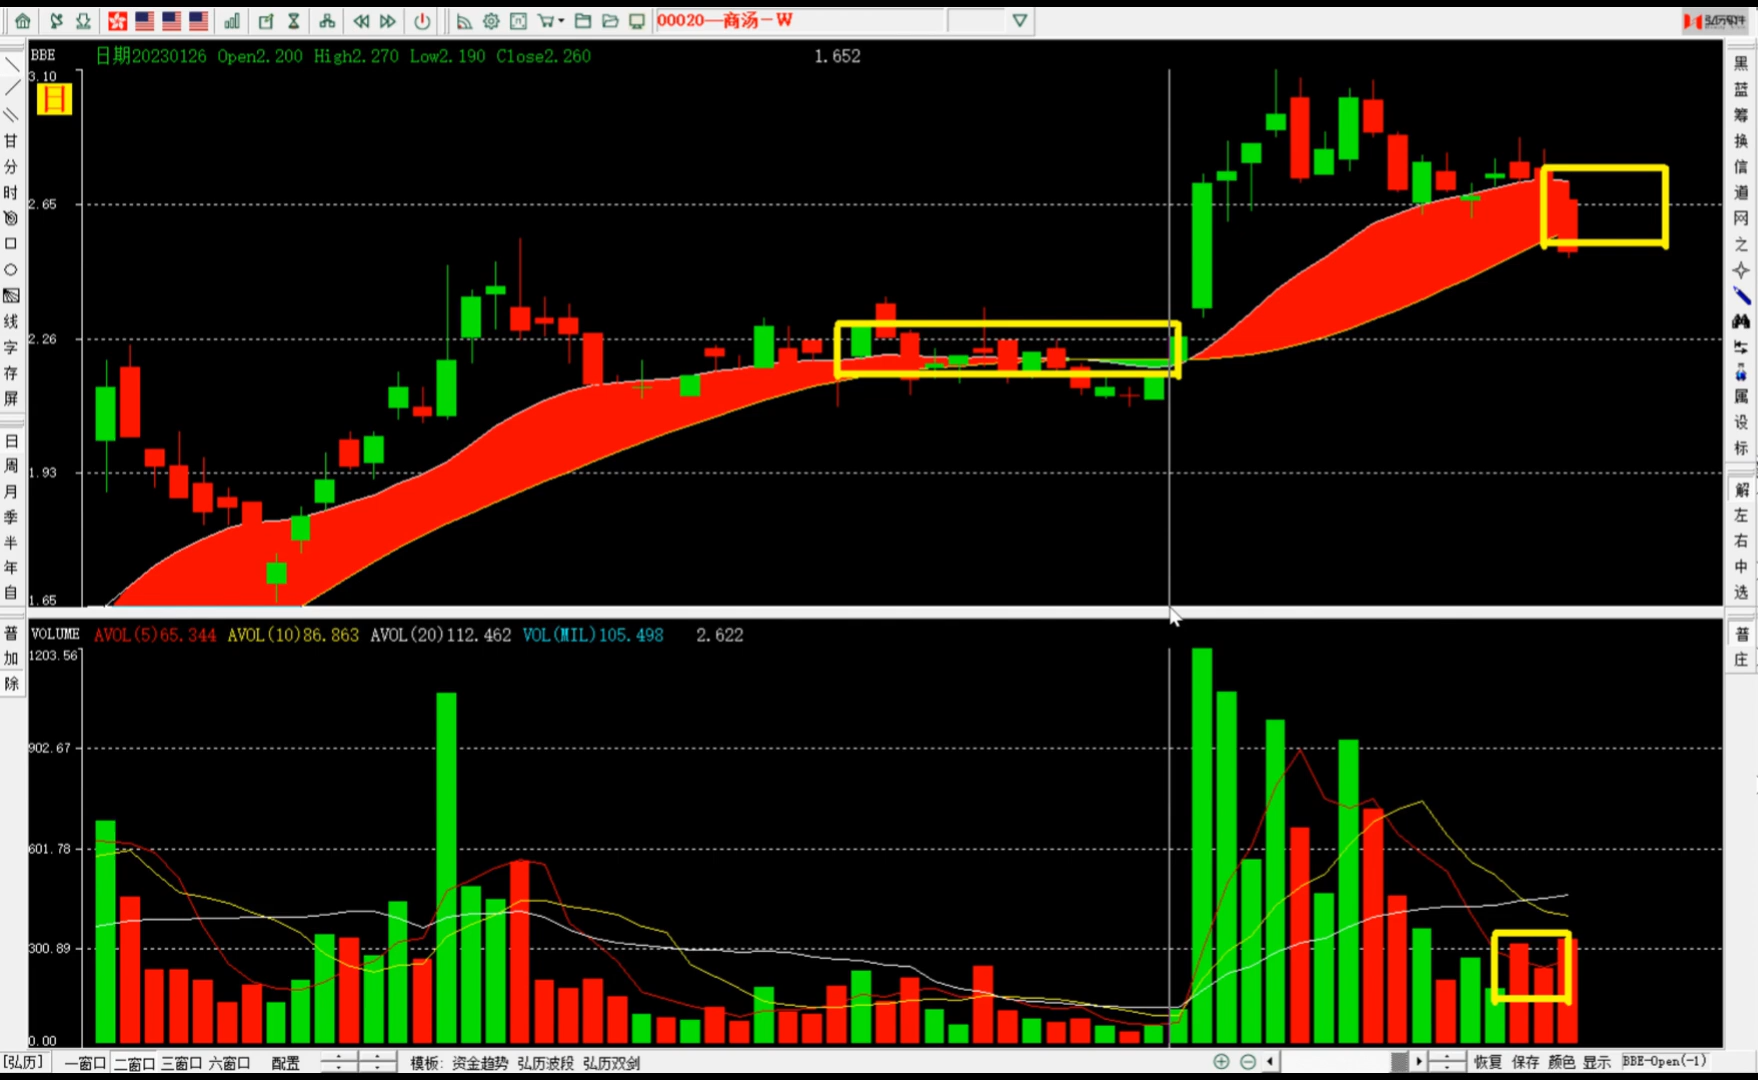 00020—商汤－W
弘历软件
BBE 日期20230126 Open2.200 High2.270 Low2.190 Close2.260 1.652
3.10
日
2.65
2.26
1.93
1.65
VOLUME AVOL(5)65.344 AVOL(10)86.863 AVOL(20)112.462 VOL(MIL)105.498 2.622
1203.56
902.67
601.78
300.89
0.00
甘
分
时
线
字
存
屏
日
周
月
季
半
年
自
普
加
除
黑
蓝
筹
换
信
道
网
之
属
设
标
解
左
右
中
选
普
庄
[弘历] 一窗口 二窗口 三窗口 六窗口 配置 模板: 资金趋势 弘历波段 弘历双剑 恢复 保存 颜色 显示 BBE-Open(-1)